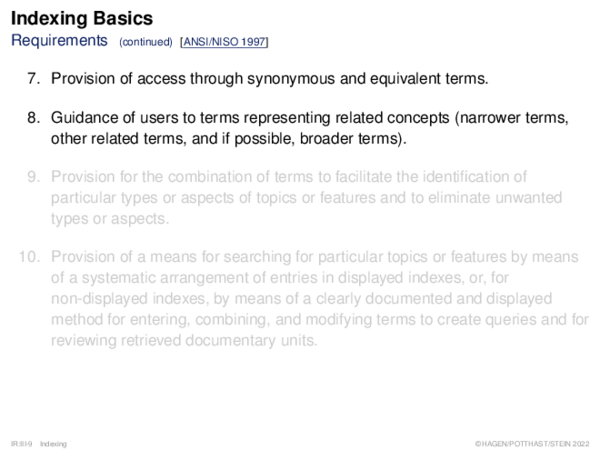 Indexing Basics
Requirements (continued) [ANSI/NISO 1997]
7. Provision of access through synonymous and equivalent terms.
8. Guidance of users to terms representing related concepts (narrower terms,
other related terms, and if possible, broader terms).
9. Provision for the combination of terms to facilitate the identification of
particular types or aspects of topics or features and to eliminate unwanted
types or aspects.
10. Provision of a means for searching for particular topics or features by means
of a systematic arrangement of entries in displayed indexes, or, for
non-displayed indexes, by means of a clearly documented and displayed
method for entering, combining, and modifying terms to create queries and for
reviewing retrieved documentary units.
IR:III-9 Indexing ©HAGEN/POTTHAST/STEIN 2022